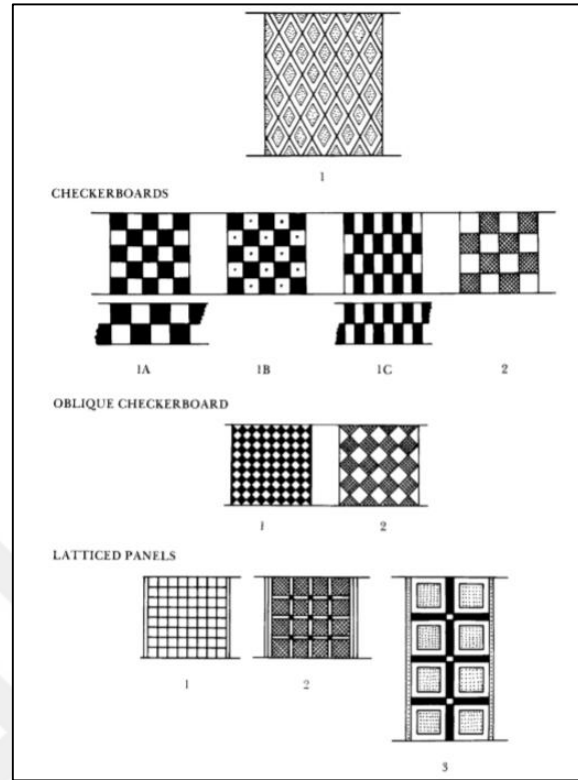 1
CHECKERBOARDS
1A 1B 1C 2
OBLIQUE CHECKERBOARD
1 2
LATTICED PANELS
1 2
3